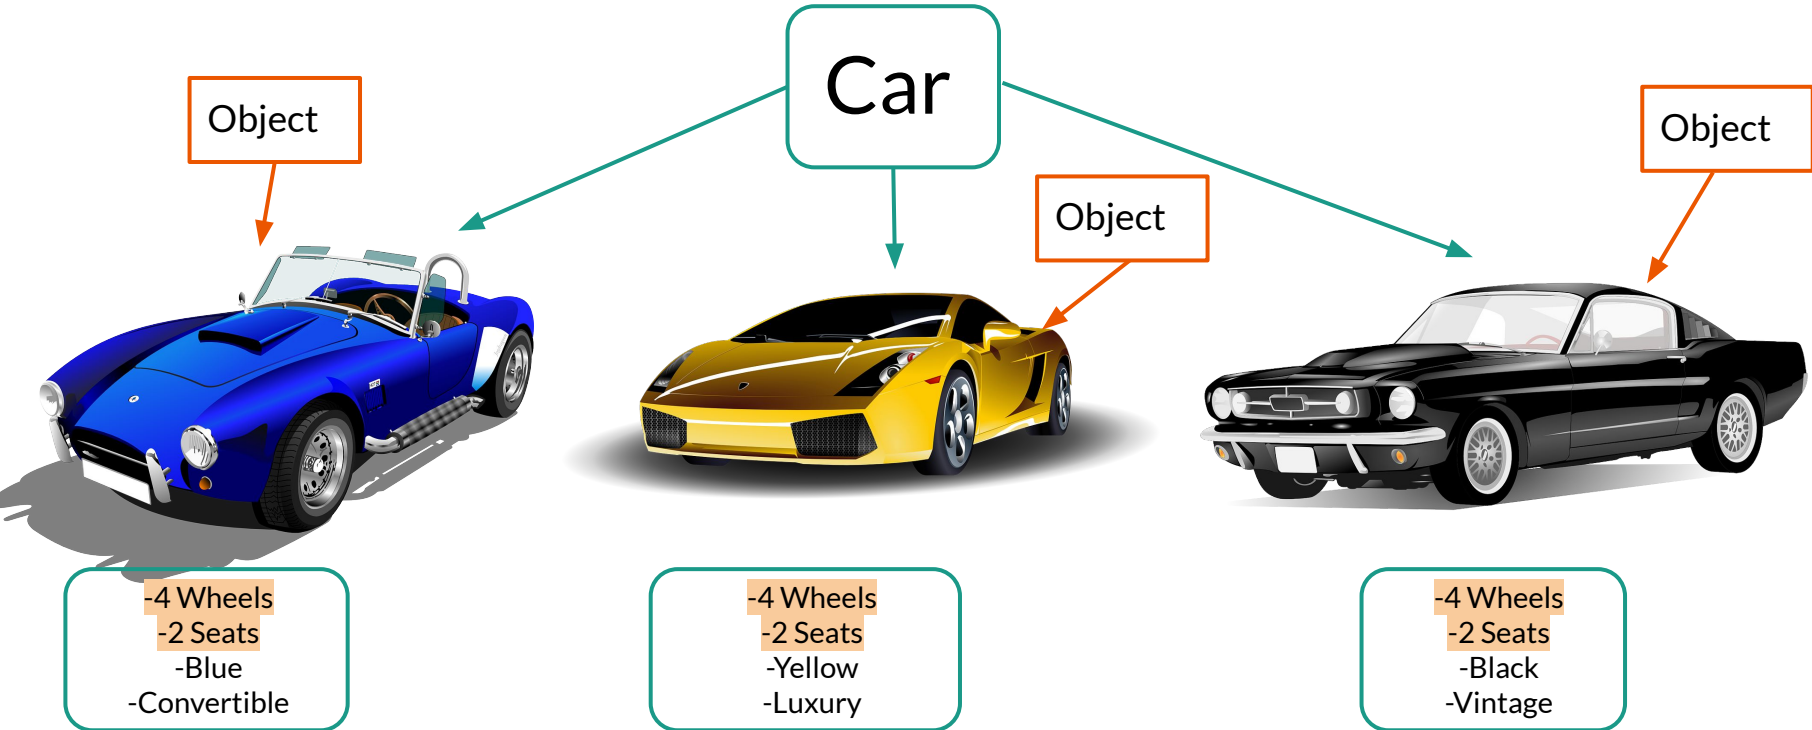 Car
Object
Object
Object
-4 Wheels
-2 Seats
-Blue
-Convertible
-4 Wheels
-2 Seats
-Yellow
-Luxury
-4 Wheels
-2 Seats
-Black
-Vintage